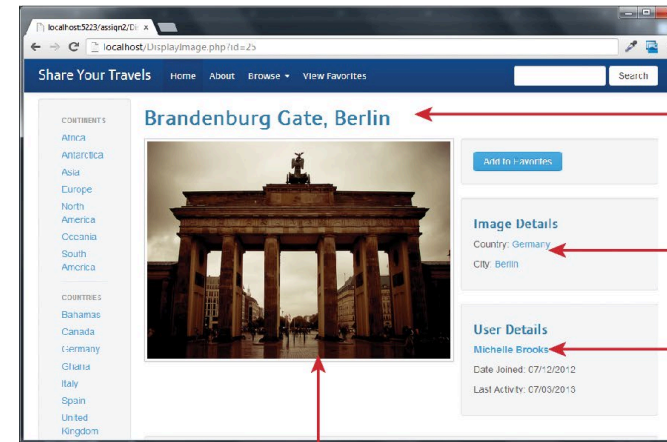 localhost:5223/assign2/Di
localhost/DisplayImage.php?id=25
Share Your Travels Home About Browse View Favorites Search
CONTINENTS
Africa
Antarctica
Asia
Europe
North
America
Oceania
South
America
COUNTRIES
Bahamas
Canada
Germany
Ghana
Italy
Spain
United
Kingdom
Brandenburg Gate, Berlin
Add to Favorites
Image Details
Country: Germany
City: Berlin
User Details
Michelle Brooks
Date Joined: 07/12/2012
Last Activity: 07/03/2013